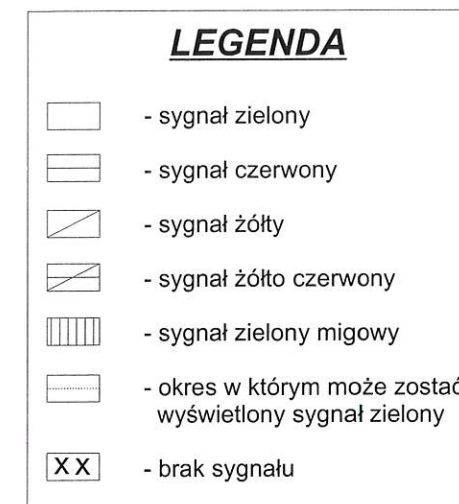 LEGENDA
- sygnał zielony
- sygnał czerwony
- sygnał żółty
- sygnał żółto czerwony
- sygnał zielony migowy
- okres w którym może zostać
wyświetlony sygnał zielony
X X - brak sygnału